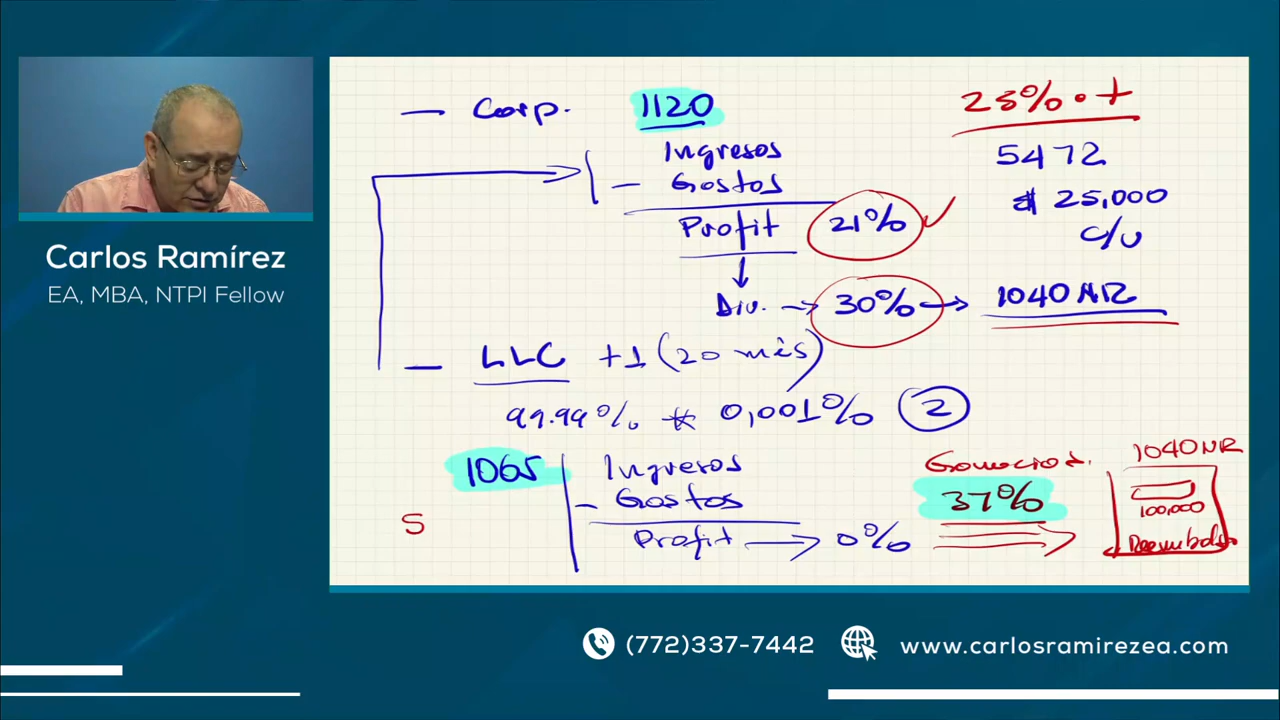 Carlos Ramírez
EA, MBA, NTPI Fellow
— Corp. 1120
Ingresos
— Gastos
Profit 21% ✓
Div. → 30% → 1040NR
25% o +
5472
$ 25,000
c/u
— LLC +1 (20 más)
99.99% * 0,001% 2
1065
Ingresos
- Gastos
Profit → 0%
37%
1040NR
100,000
Reembolso
S
(772)337-7442
www.carlosramirezea.com